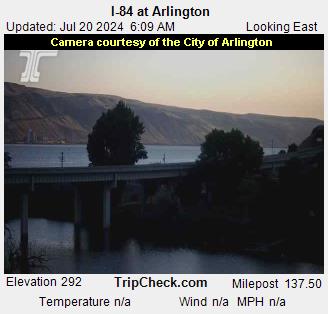 I-84 at Arlington
Updated: Jul 20 2024 6:09 AM Looking East
Camera courtesy of the City of Arlington
Elevation 292 TripCheck.com Milepost 137.50
Temperature n/a Wind n/a MPH n/a